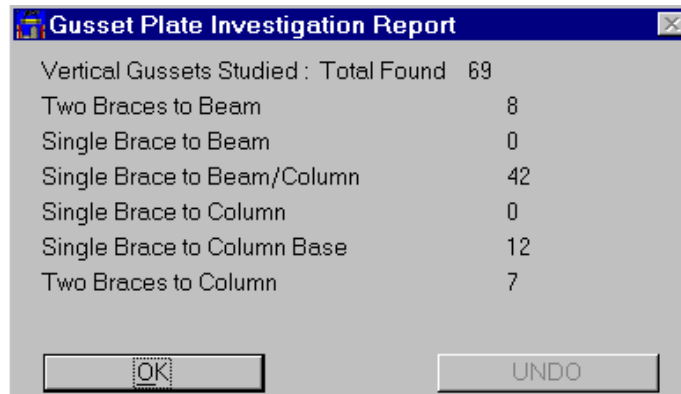 Gusset Plate Investigation Report
Vertical Gussets Studied : Total Found 69
Two Braces to Beam 8
Single Brace to Beam 0
Single Brace to Beam/Column 42
Single Brace to Column 0
Single Brace to Column Base 12
Two Braces to Column 7
OK UNDO